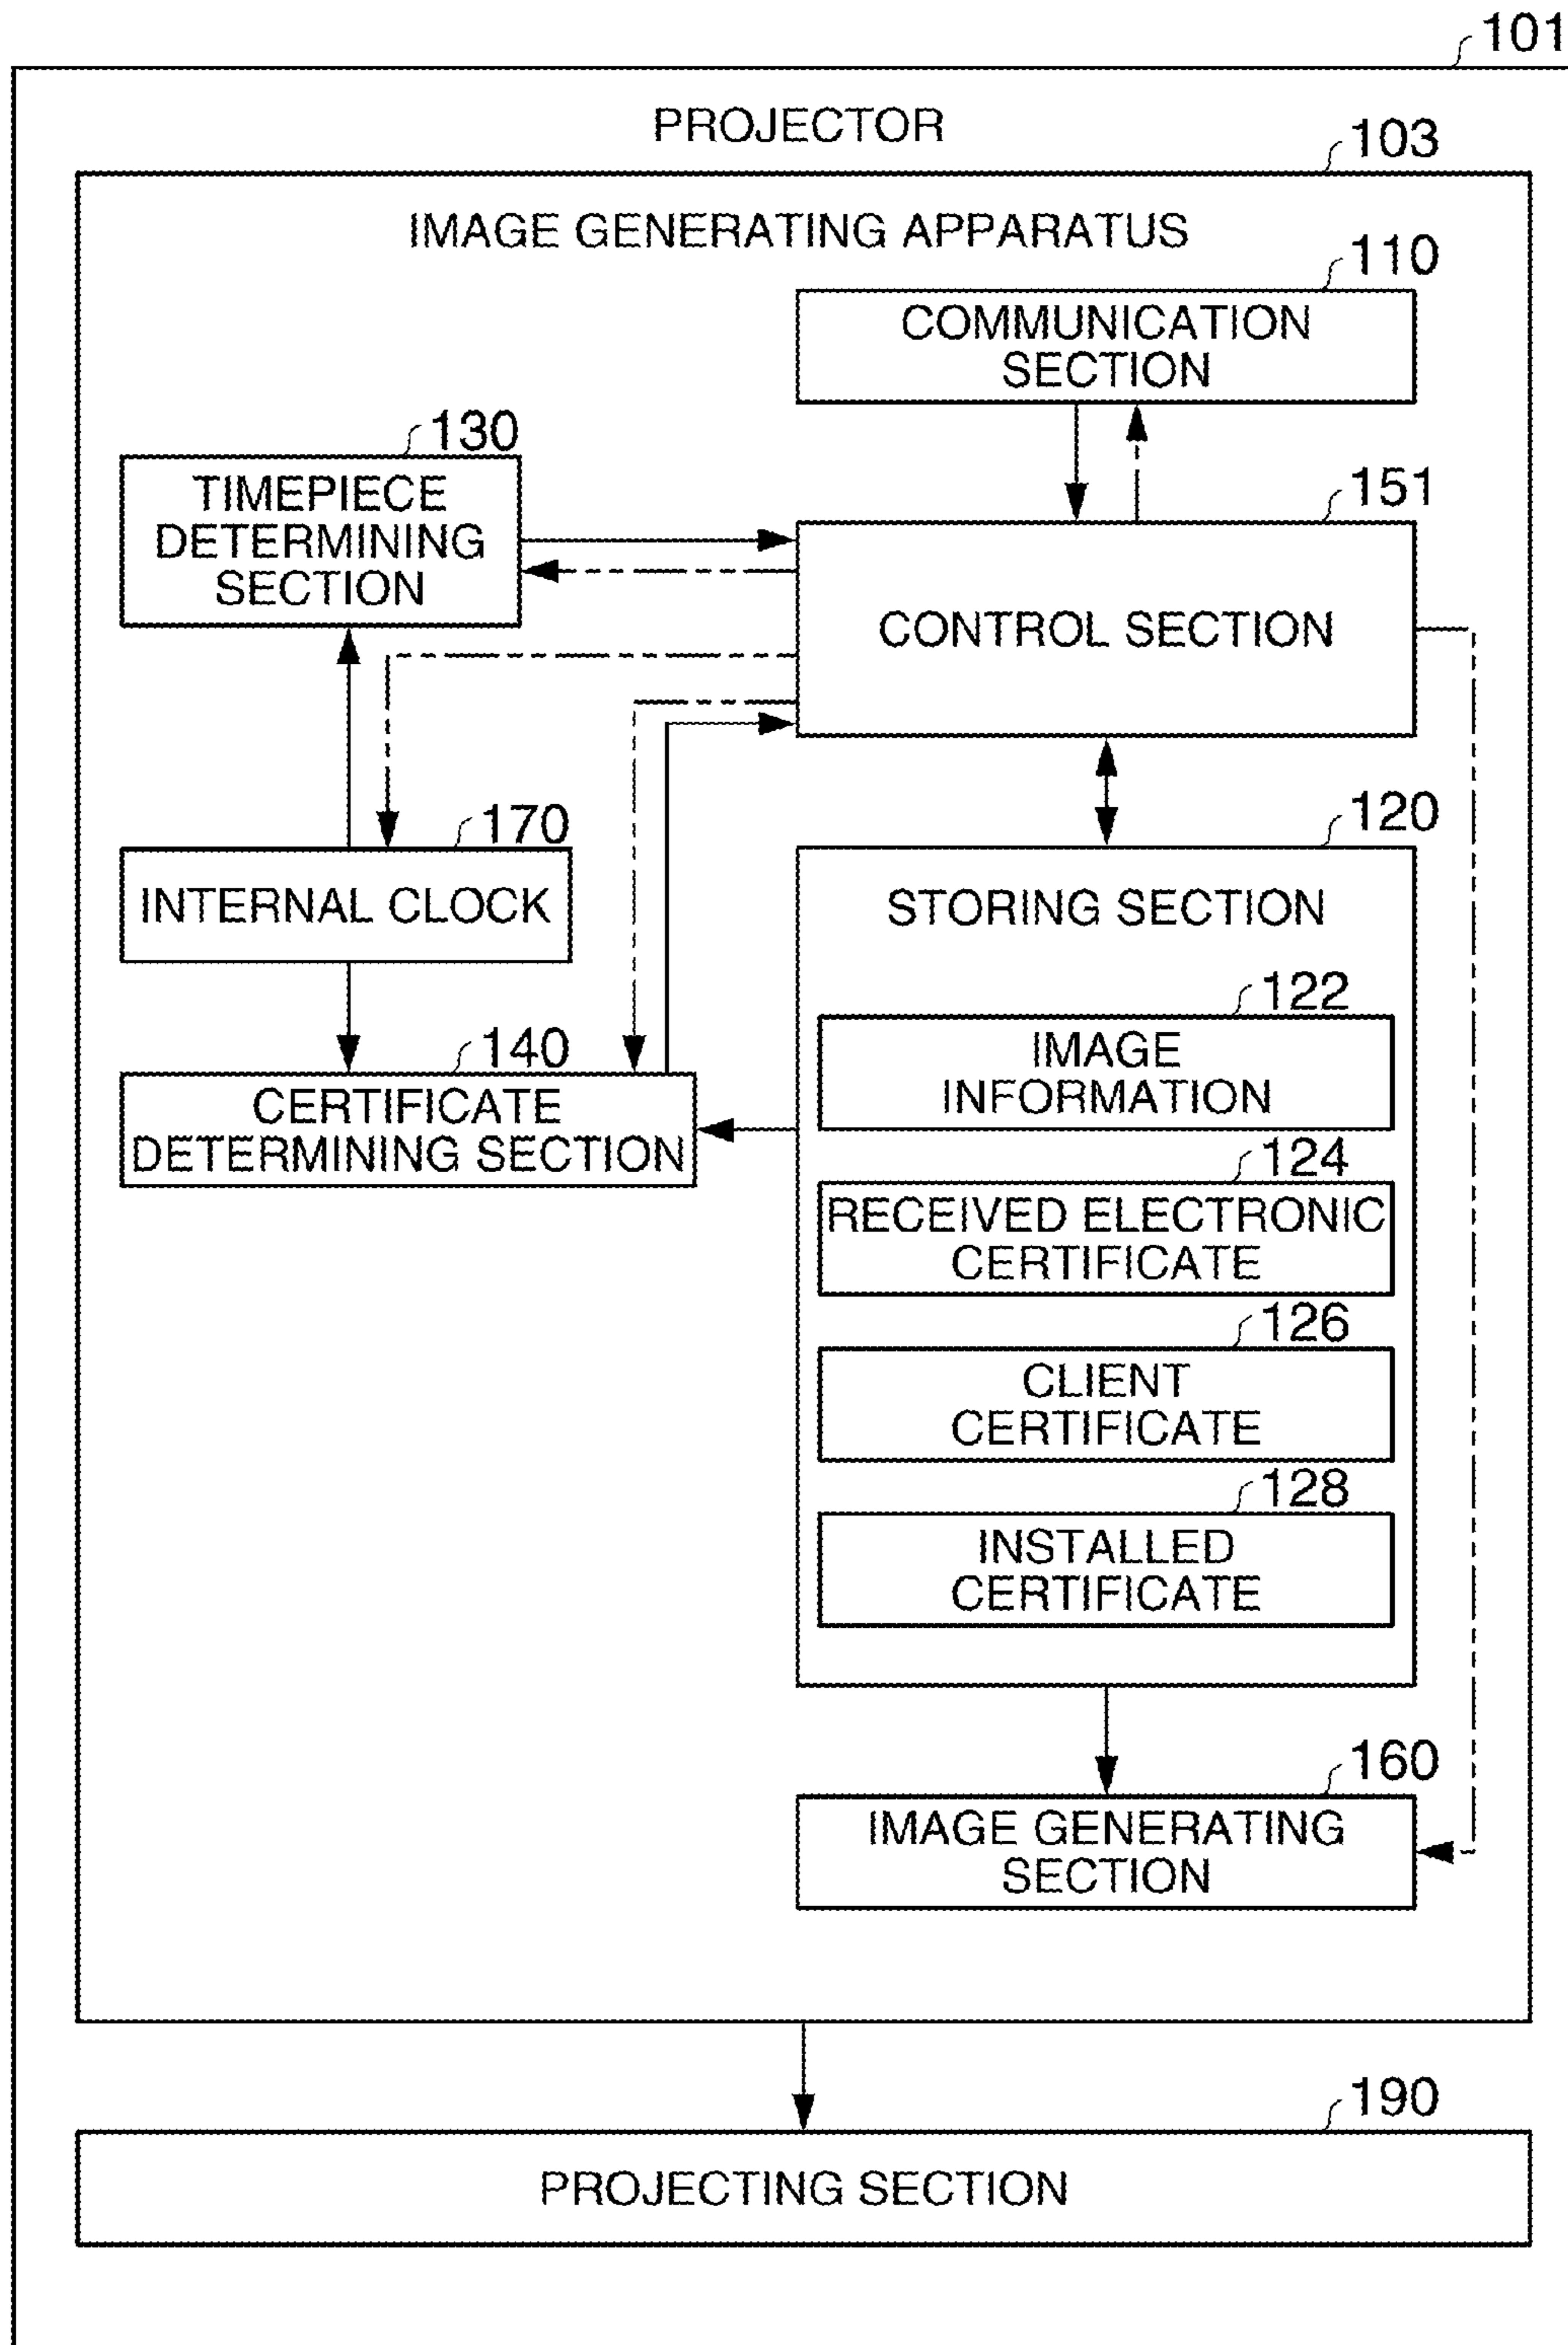 101
PROJECTOR
103
IMAGE GENERATING APPARATUS
110
COMMUNICATION
SECTION
130
TIMEPIECE
DETERMINING
SECTION
151
CONTROL SECTION
170
INTERNAL CLOCK
120
STORING SECTION
122
IMAGE
INFORMATION
140
CERTIFICATE
DETERMINING SECTION
124
RECEIVED ELECTRONIC
CERTIFICATE
126
CLIENT
CERTIFICATE
128
INSTALLED
CERTIFICATE
160
IMAGE GENERATING
SECTION
190
PROJECTING SECTION